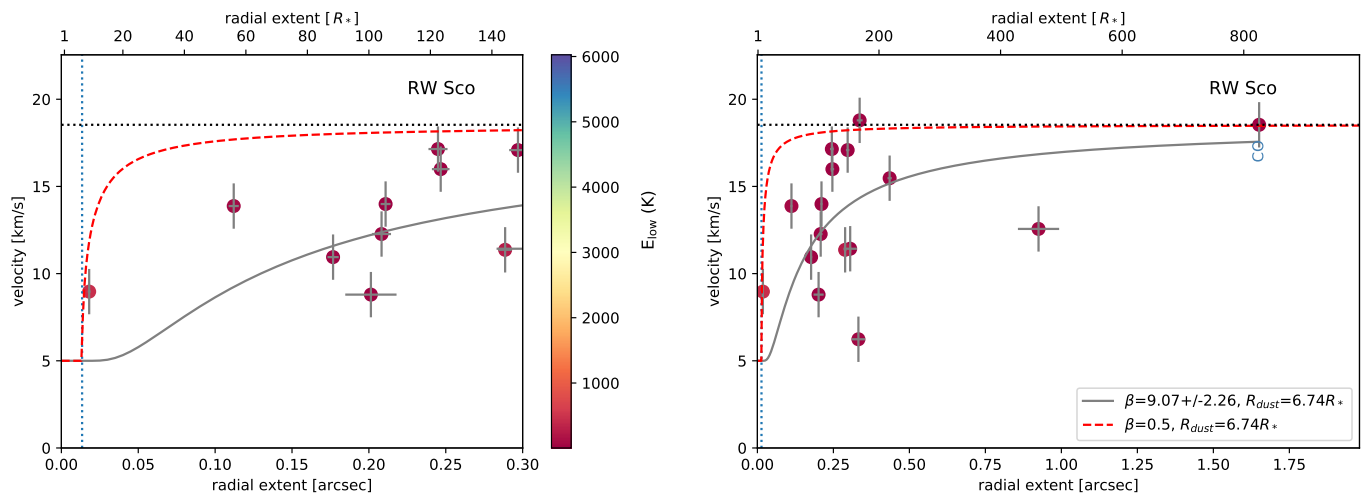 radial extent [R*]
1 20 40 60 80 100 120 140
RW Sco
velocity [km/s]
20
15
10
5
0
0.00 0.05 0.10 0.15 0.20 0.25 0.30
radial extent [arcsec]
6000
5000
4000
3000
2000
1000
E_low (K)
radial extent [R*]
1 200 400 600 800
RW Sco
velocity [km/s]
20
15
10
5
0
CO
β=9.07+/-2.26, R_dust=6.74R*
β=0.5, R_dust=6.74R*
0.00 0.25 0.50 0.75 1.00 1.25 1.50 1.75
radial extent [arcsec]